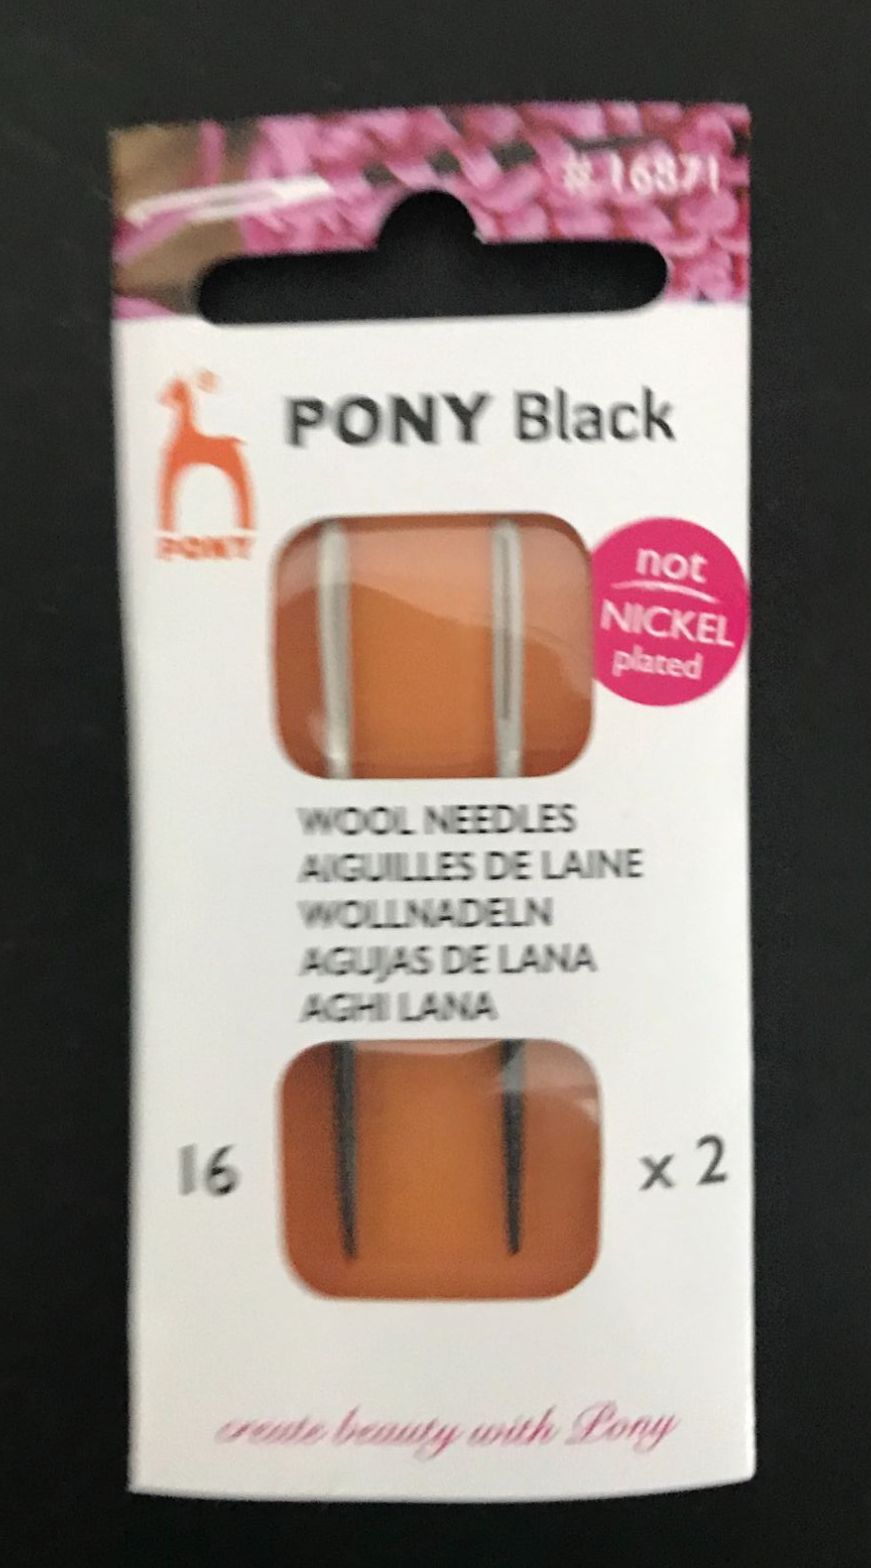 # 16871
PONY Black
PONY
not
NICKEL
plated
WOOL NEEDLES
AIGUILLES DE LAINE
WOLLNADELN
AGUJAS DE LANA
AGHI LANA
16
x 2
create beauty with Pony